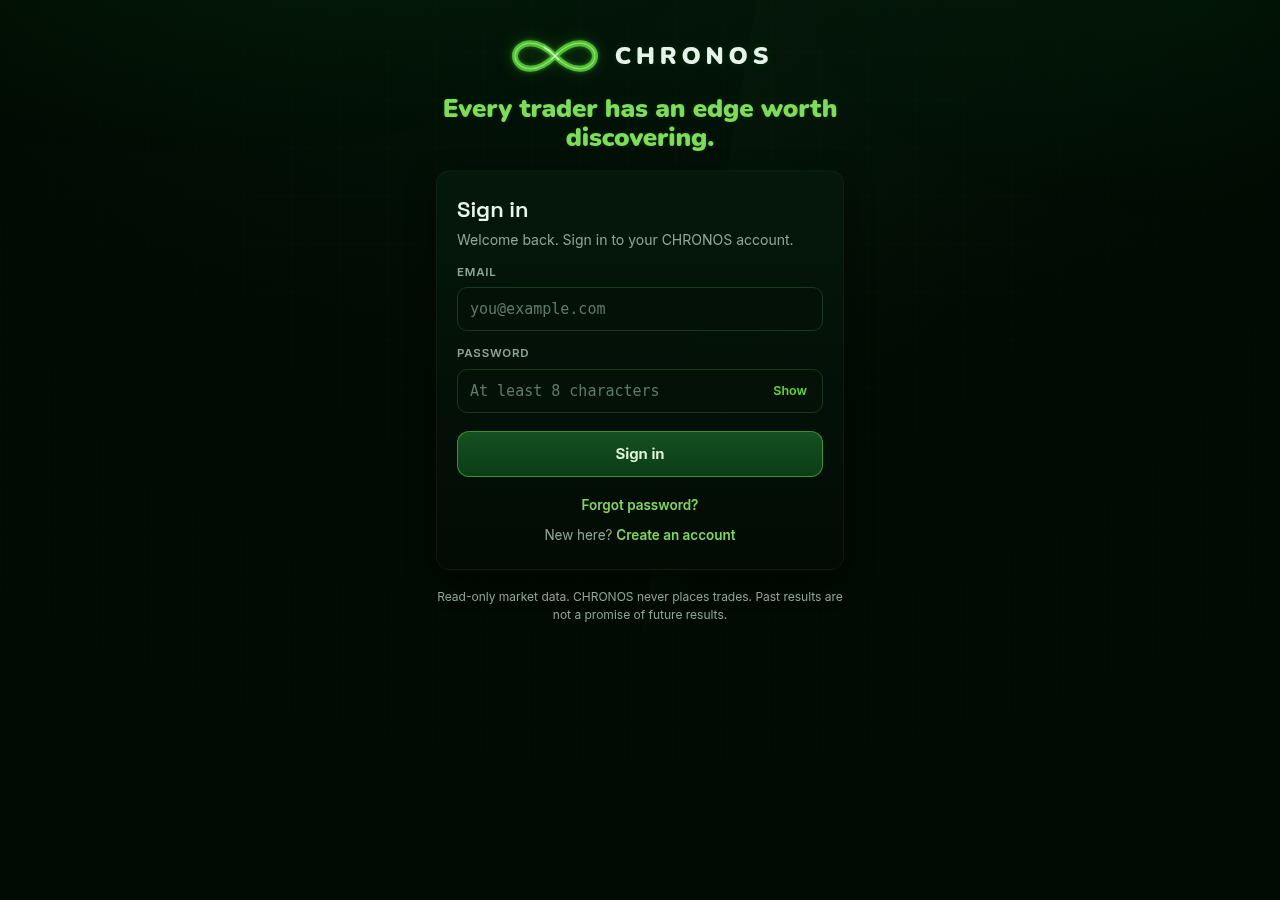 CHRONOS
Every trader has an edge worth
discovering.
Sign in
Welcome back. Sign in to your CHRONOS account.
EMAIL
you@example.com
PASSWORD
At least 8 characters
Show
Sign in
Forgot password?
New here? Create an account
Read-only market data. CHRONOS never places trades. Past results are
not a promise of future results.